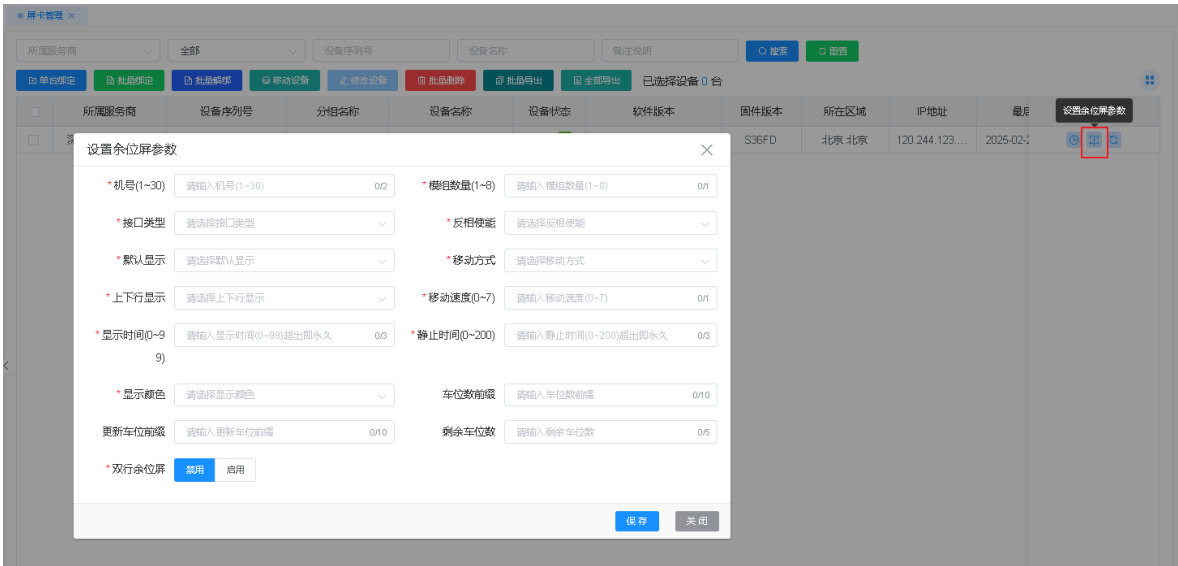 屏卡管理 ×
所属服务商 全部 设备序列号 设备名称 备注说明 搜索 重置
单台绑定 批量绑定 批量解绑 移动设备 修改设备 批量删除 批量导出 全部导出 已选择设备 0 台
所属服务商 设备序列号 分组名称 设备名称 设备状态 软件版本 固件版本 所在区域 IP地址 最后
设置余位屏参数
S36FD 北京 北京 120.244.123.... 2025-02-2
设置余位屏参数
*机号(1~30) 请输入机号(1~30) 0/2 *模组数量(1~8) 请输入模组数量(1~8) 0/1
*接口类型 请选择接口类型 *反相使能 请选择反相使能
*默认显示 请选择默认显示 *移动方式 请选择移动方式
*上下行显示 请选择上下行显示 *移动速度(0~7) 请输入移动速度(0~7) 0/1
*显示时间(0~9 请输入显示时间(0~99)超出即永久 0/3 *静止时间(0~200) 请输入静止时间(0~200)超出即永久 0/3
9)
*显示颜色 请选择显示颜色 车位数前缀 请输入车位数前缀 0/10
更新车位前缀 请输入更新车位前缀 0/10 剩余车位数 请输入剩余车位数 0/5
*双行余位屏 禁用 启用
保存 关闭